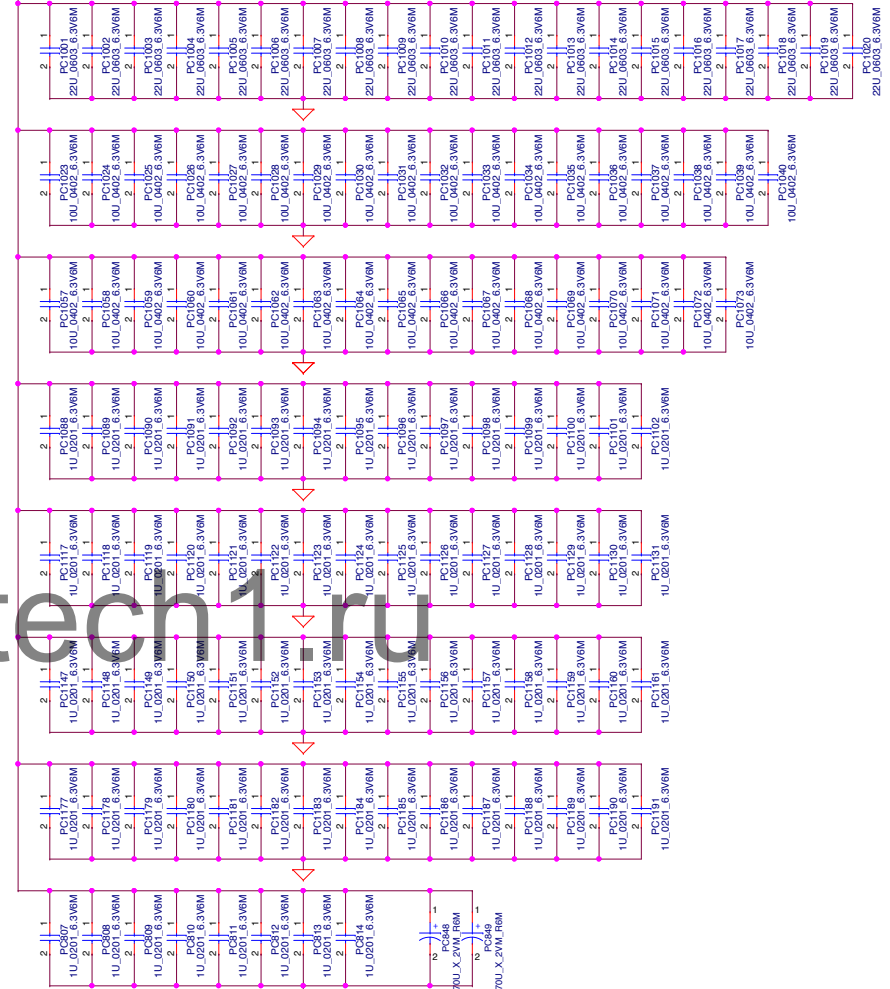 PC1001
22U_0603_6.3V6M
PC1002
22U_0603_6.3V6M
PC1003
22U_0603_6.3V6M
PC1004
22U_0603_6.3V6M
PC1005
22U_0603_6.3V6M
PC1006
22U_0603_6.3V6M
PC1007
22U_0603_6.3V6M
PC1008
22U_0603_6.3V6M
PC1009
22U_0603_6.3V6M
PC1010
22U_0603_6.3V6M
PC1011
22U_0603_6.3V6M
PC1012
22U_0603_6.3V6M
PC1013
22U_0603_6.3V6M
PC1014
22U_0603_6.3V6M
PC1015
22U_0603_6.3V6M
PC1016
22U_0603_6.3V6M
PC1017
22U_0603_6.3V6M
PC1018
22U_0603_6.3V6M
PC1019
22U_0603_6.3V6M
PC1020
22U_0603_6.3V6M
PC1023
10U_0402_6.3V6M
PC1024
10U_0402_6.3V6M
PC1025
10U_0402_6.3V6M
PC1026
10U_0402_6.3V6M
PC1027
10U_0402_6.3V6M
PC1028
10U_0402_6.3V6M
PC1029
10U_0402_6.3V6M
PC1030
10U_0402_6.3V6M
PC1031
10U_0402_6.3V6M
PC1032
10U_0402_6.3V6M
PC1033
10U_0402_6.3V6M
PC1034
10U_0402_6.3V6M
PC1035
10U_0402_6.3V6M
PC1036
10U_0402_6.3V6M
PC1037
10U_0402_6.3V6M
PC1038
10U_0402_6.3V6M
PC1039
10U_0402_6.3V6M
PC1040
10U_0402_6.3V6M
PC1057
10U_0402_6.3V6M
PC1058
10U_0402_6.3V6M
PC1059
10U_0402_6.3V6M
PC1060
10U_0402_6.3V6M
PC1061
10U_0402_6.3V6M
PC1062
10U_0402_6.3V6M
PC1063
10U_0402_6.3V6M
PC1064
10U_0402_6.3V6M
PC1065
10U_0402_6.3V6M
PC1066
10U_0402_6.3V6M
PC1067
10U_0402_6.3V6M
PC1068
10U_0402_6.3V6M
PC1069
10U_0402_6.3V6M
PC1070
10U_0402_6.3V6M
PC1071
10U_0402_6.3V6M
PC1072
10U_0402_6.3V6M
PC1073
10U_0402_6.3V6M
PC1088
1U_0201_6.3V6M
PC1089
1U_0201_6.3V6M
PC1090
1U_0201_6.3V6M
PC1091
1U_0201_6.3V6M
PC1092
1U_0201_6.3V6M
PC1093
1U_0201_6.3V6M
PC1094
1U_0201_6.3V6M
PC1095
1U_0201_6.3V6M
PC1096
1U_0201_6.3V6M
PC1097
1U_0201_6.3V6M
PC1098
1U_0201_6.3V6M
PC1099
1U_0201_6.3V6M
PC1100
1U_0201_6.3V6M
PC1101
1U_0201_6.3V6M
PC1102
1U_0201_6.3V6M
PC1117
1U_0201_6.3V6M
PC1118
1U_0201_6.3V6M
PC1119
1U_0201_6.3V6M
PC1120
1U_0201_6.3V6M
PC1121
1U_0201_6.3V6M
PC1122
1U_0201_6.3V6M
PC1123
1U_0201_6.3V6M
PC1124
1U_0201_6.3V6M
PC1125
1U_0201_6.3V6M
PC1126
1U_0201_6.3V6M
PC1127
1U_0201_6.3V6M
PC1128
1U_0201_6.3V6M
PC1129
1U_0201_6.3V6M
PC1130
1U_0201_6.3V6M
PC1131
1U_0201_6.3V6M
tech1.ru
PC1147
1U_0201_6.3V6M
PC1148
1U_0201_6.3V6M
PC1149
1U_0201_6.3V6M
PC1150
1U_0201_6.3V6M
PC1151
1U_0201_6.3V6M
PC1152
1U_0201_6.3V6M
PC1153
1U_0201_6.3V6M
PC1154
1U_0201_6.3V6M
PC1155
1U_0201_6.3V6M
PC1156
1U_0201_6.3V6M
PC1157
1U_0201_6.3V6M
PC1158
1U_0201_6.3V6M
PC1159
1U_0201_6.3V6M
PC1160
1U_0201_6.3V6M
PC1161
1U_0201_6.3V6M
PC1177
1U_0201_6.3V6M
PC1178
1U_0201_6.3V6M
PC1179
1U_0201_6.3V6M
PC1180
1U_0201_6.3V6M
PC1181
1U_0201_6.3V6M
PC1182
1U_0201_6.3V6M
PC1183
1U_0201_6.3V6M
PC1184
1U_0201_6.3V6M
PC1185
1U_0201_6.3V6M
PC1186
1U_0201_6.3V6M
PC1187
1U_0201_6.3V6M
PC1188
1U_0201_6.3V6M
PC1189
1U_0201_6.3V6M
PC1190
1U_0201_6.3V6M
PC1191
1U_0201_6.3V6M
PC807
1U_0201_6.3V6M
PC808
1U_0201_6.3V6M
PC809
1U_0201_6.3V6M
PC810
1U_0201_6.3V6M
PC811
1U_0201_6.3V6M
PC812
1U_0201_6.3V6M
PC813
1U_0201_6.3V6M
PC814
1U_0201_6.3V6M
PC848
70U_X_2VM_R6M
PC849
70U_X_2VM_R6M